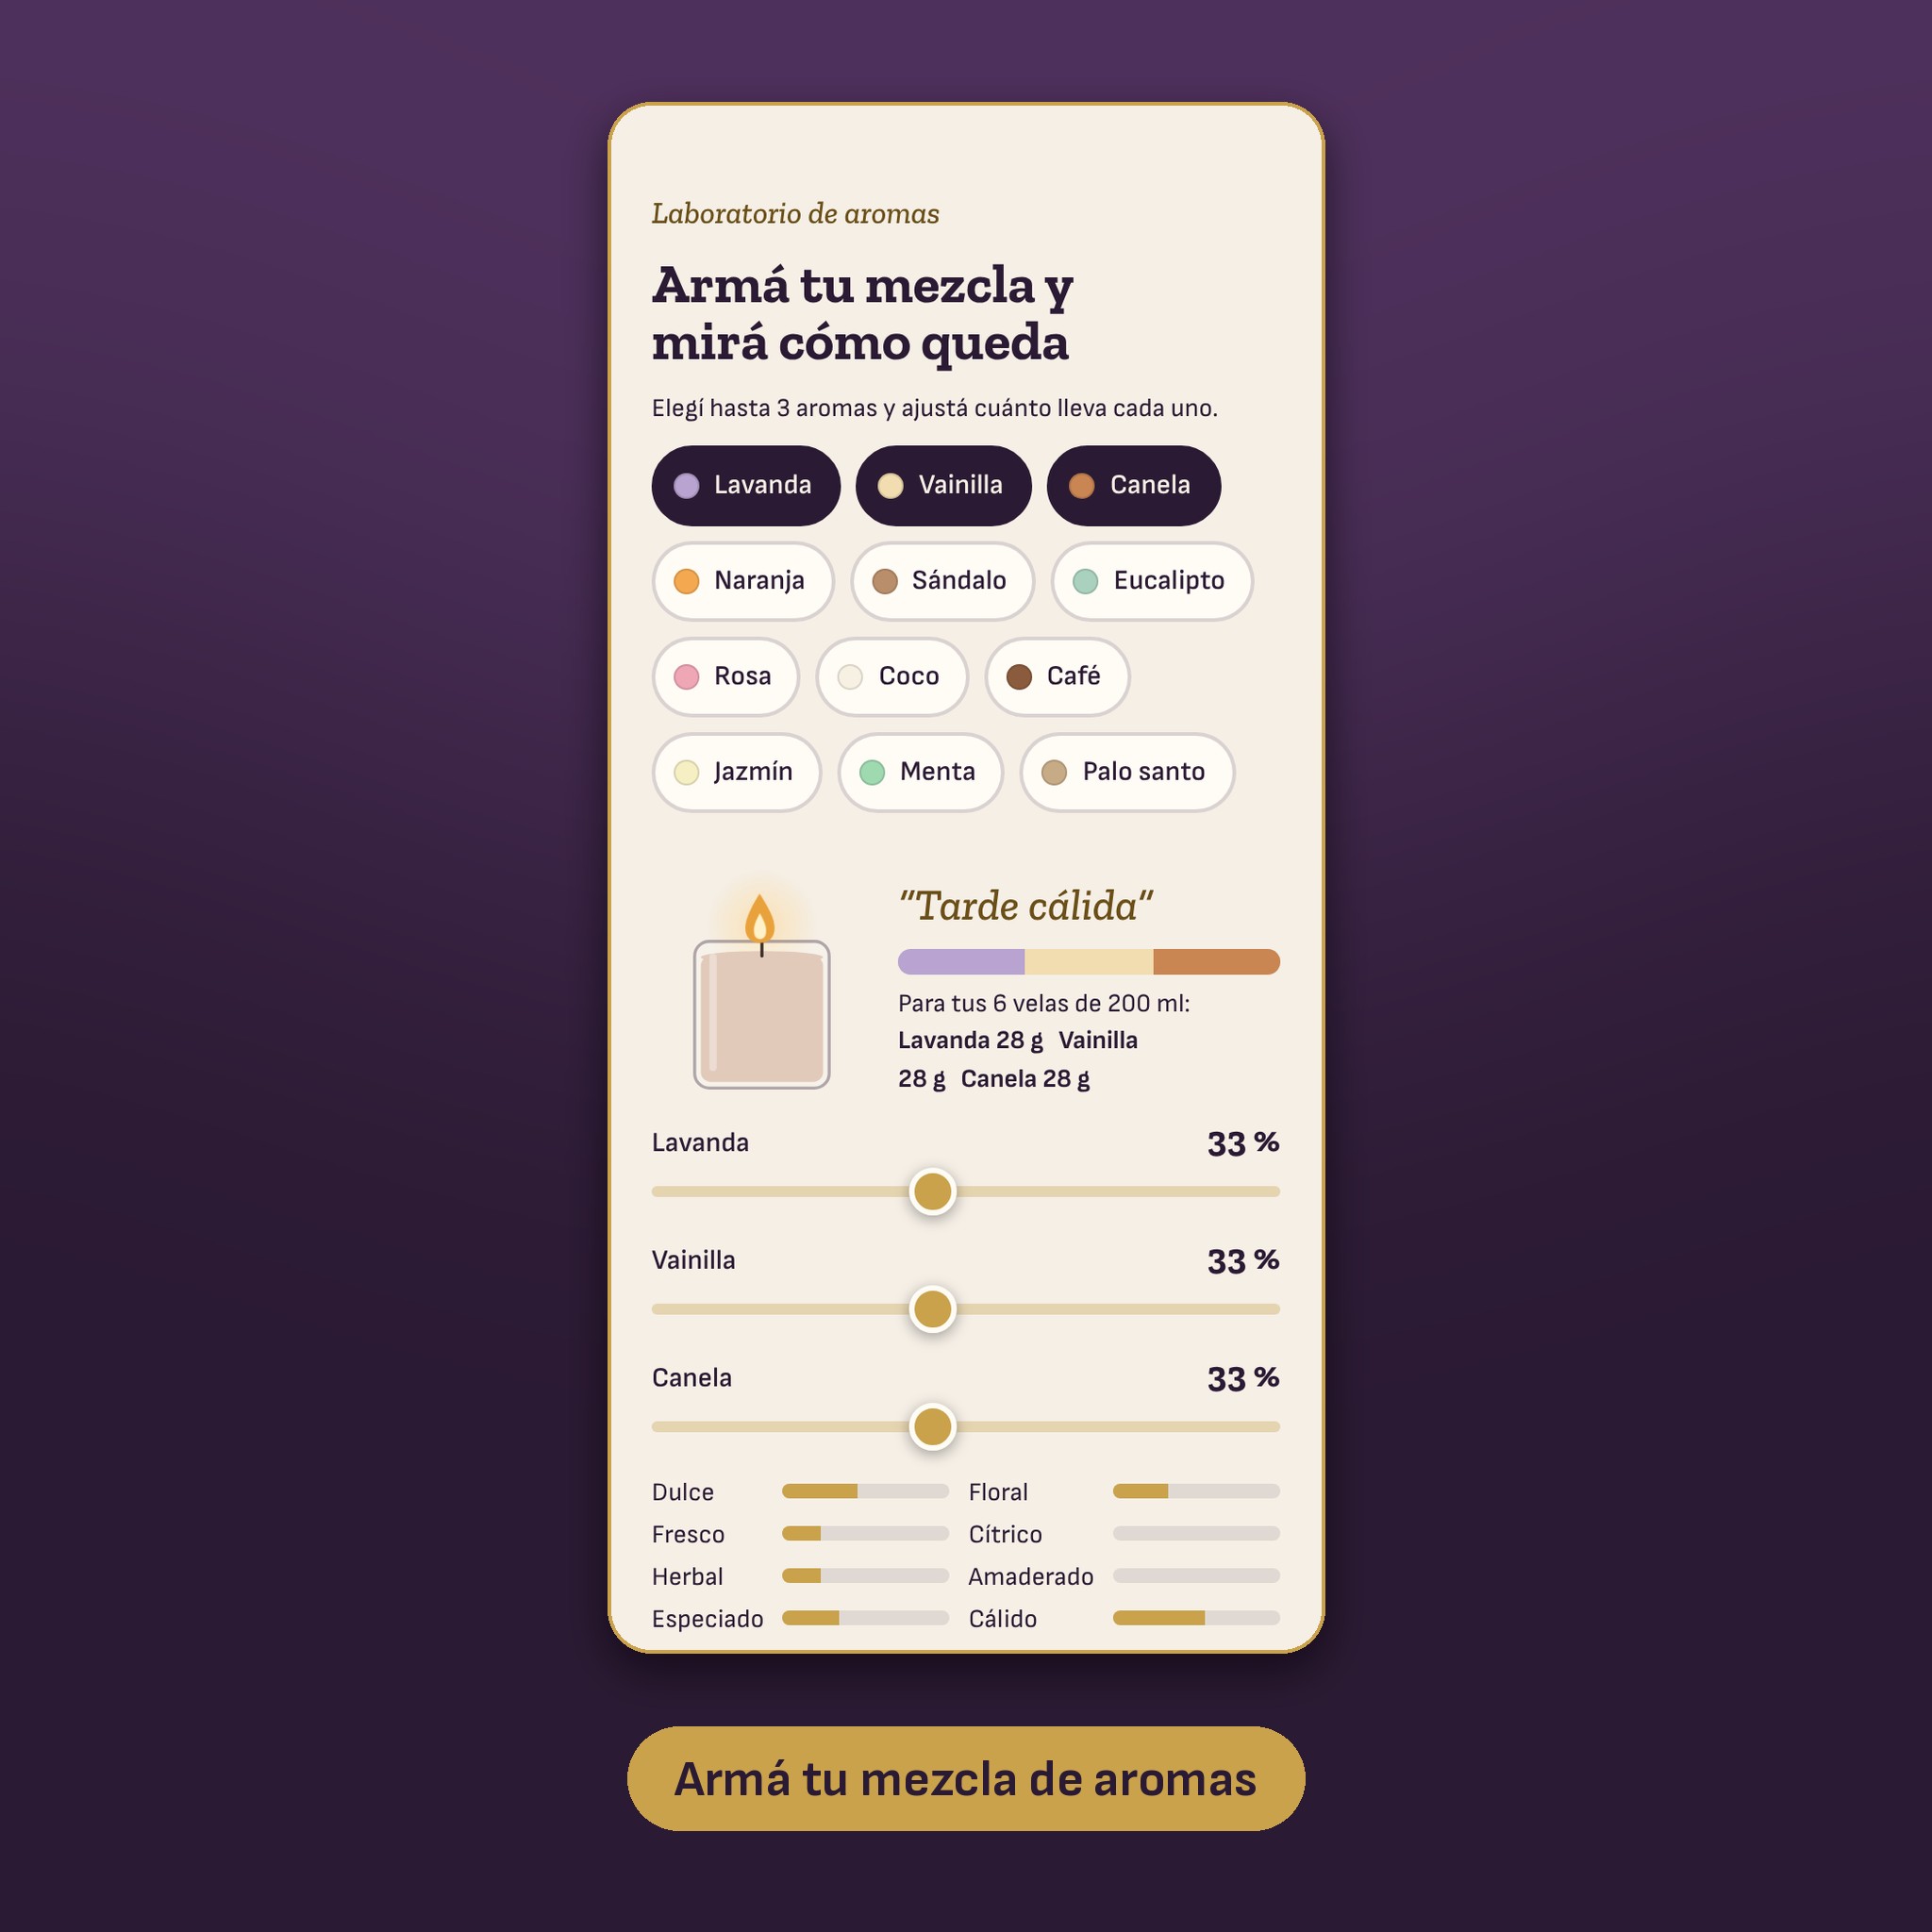 Laboratorio de aromas
Armá tu mezcla y
mirá cómo queda
Elegí hasta 3 aromas y ajustá cuánto lleva cada uno.
Lavanda Vainilla Canela
Naranja Sándalo Eucalipto
Rosa Coco Café
Jazmín Menta Palo santo
“Tarde cálida”
Para tus 6 velas de 200 ml:
Lavanda 28 g Vainilla
28 g Canela 28 g
Lavanda 33 %
Vainilla 33 %
Canela 33 %
Dulce Floral
Fresco Cítrico
Herbal Amaderado
Especiado Cálido
Armá tu mezcla de aromas